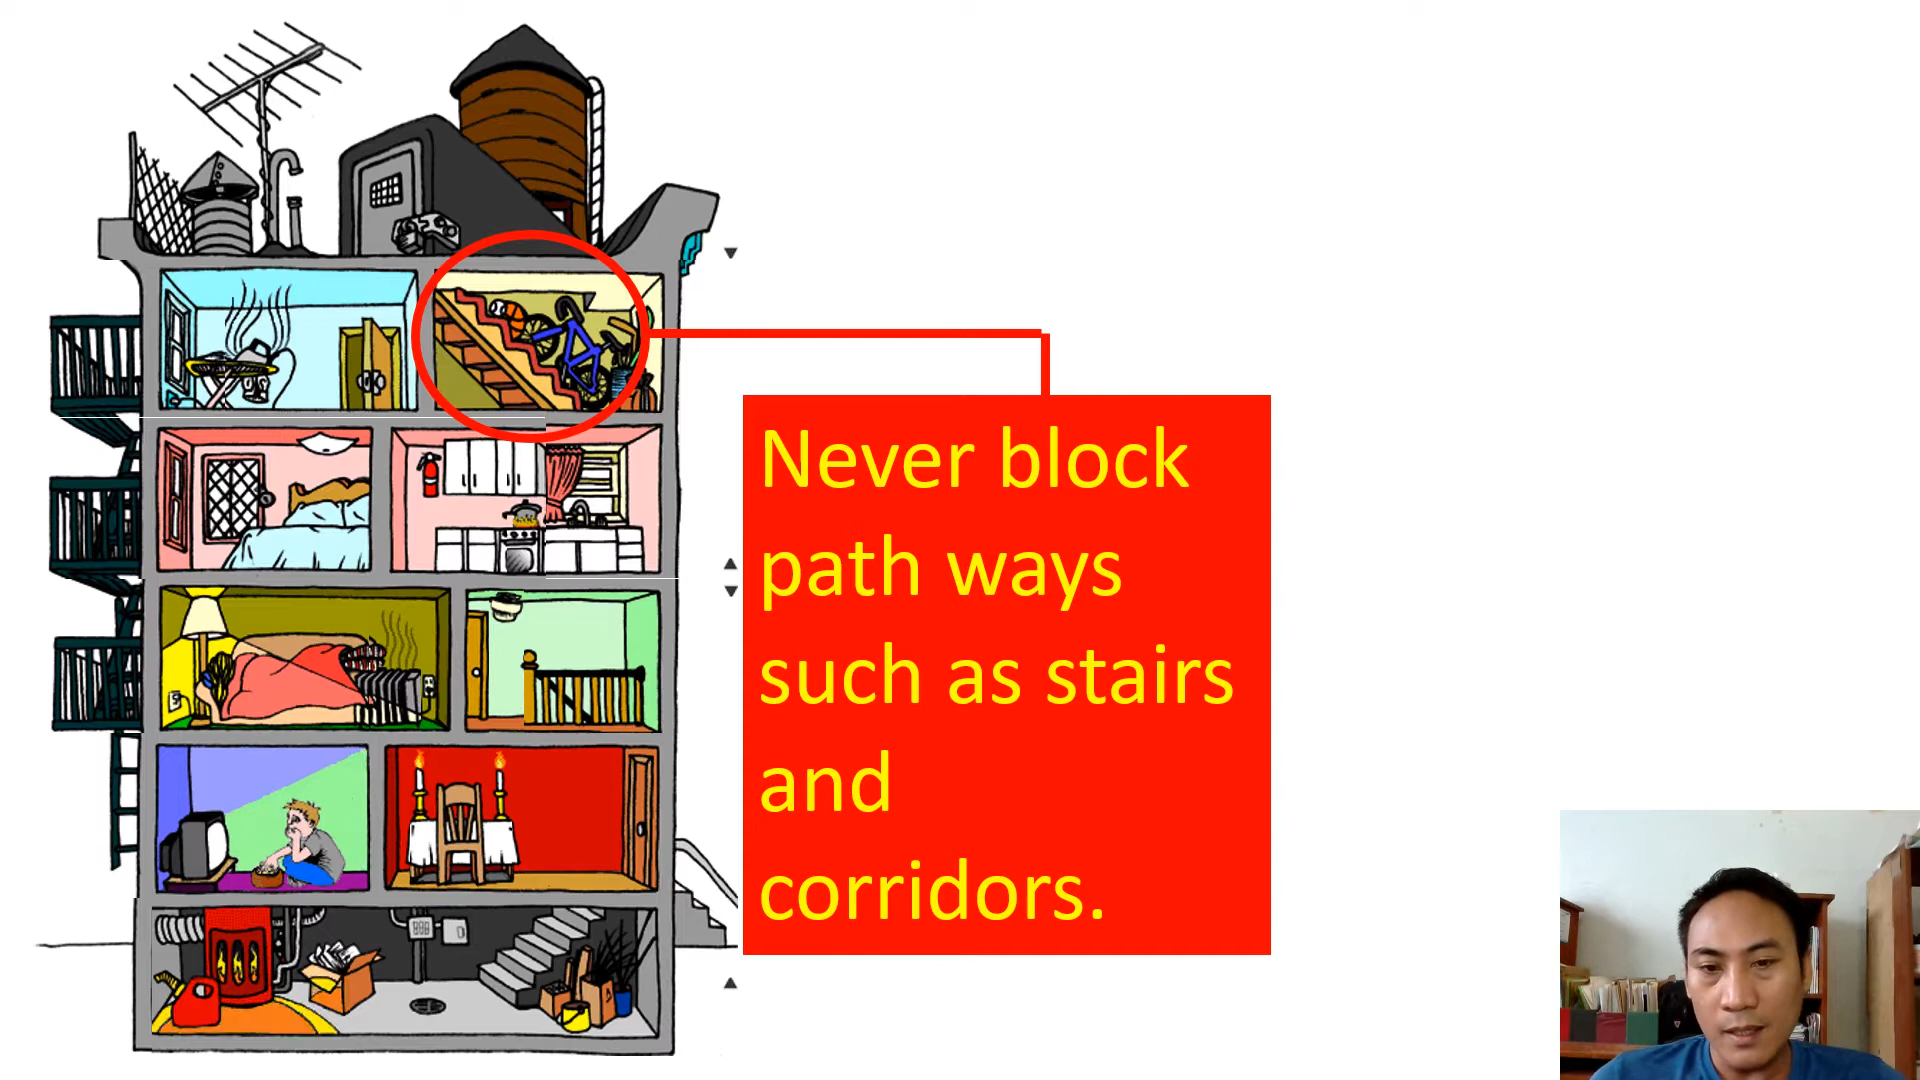 Never block
path ways
such as stairs
and
corridors.